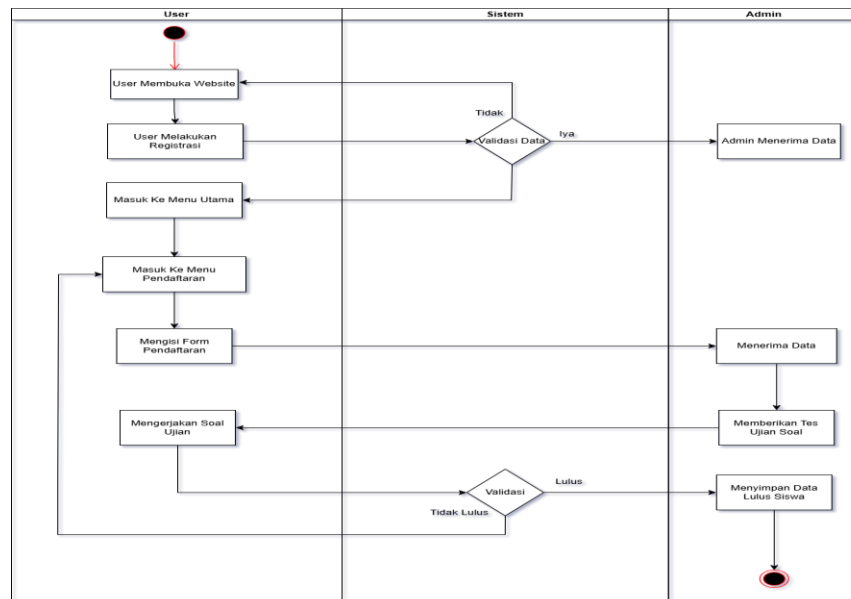 User
Sistem
Admin
User Membuka Website
Tidak
User Melakukan
Registrasi
Validasi Data
Iya
Admin Menerima Data
Masuk Ke Menu Utama
Masuk Ke Menu
Pendaftaran
Mengisi Form
Pendaftaran
Menerima Data
Mengerjakan Soal
Ujian
Memberikan Tes
Ujian Soal
Validasi
Lulus
Tidak Lulus
Menyimpan Data
Lulus Siswa